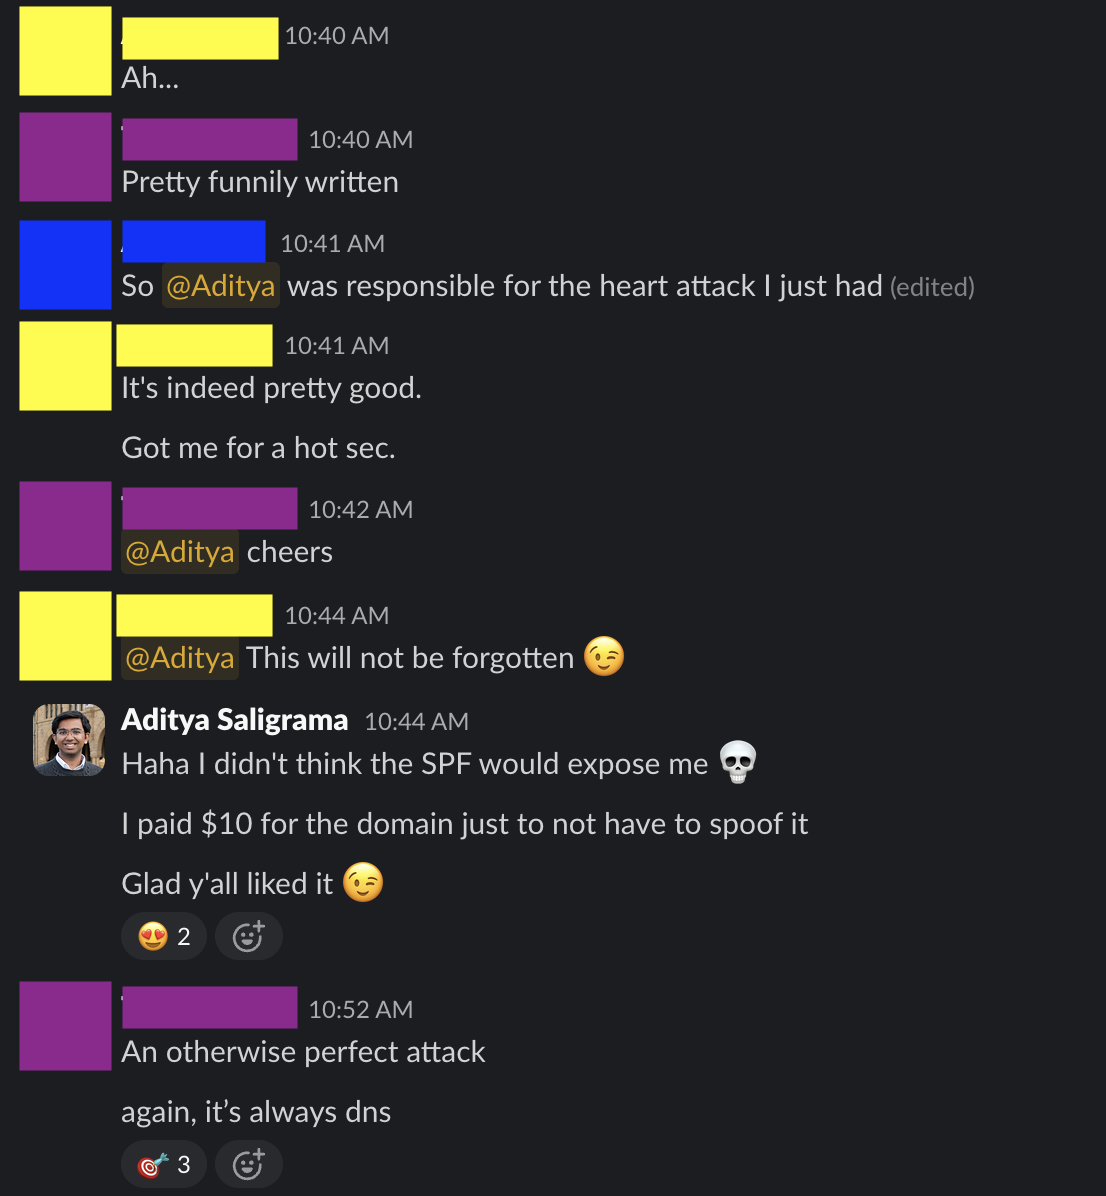 10:40 AM
Ah...
10:40 AM
Pretty funnily written
10:41 AM
So @Aditya was responsible for the heart attack I just had (edited)
10:41 AM
It's indeed pretty good.
Got me for a hot sec.
10:42 AM
@Aditya cheers
10:44 AM
@Aditya This will not be forgotten 😉
Aditya Saligrama 10:44 AM
Haha I didn't think the SPF would expose me 💀
I paid $10 for the domain just to not have to spoof it
Glad y'all liked it 😉
😍 2
10:52 AM
An otherwise perfect attack
again, it’s always dns
🎯 3